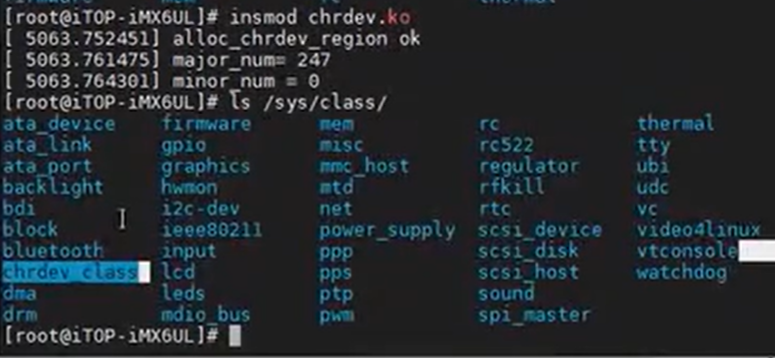 [root@iTOP-iMX6UL]# insmod chrdev.ko
[ 5063.752451] alloc_chrdev_region ok
[ 5063.761475] major_num= 247
[ 5063.764301] minor_num = 0
[root@iTOP-iMX6UL]# ls /sys/class/
ata_device firmware mem rc thermal
ata_link gpio misc rc522 tty
ata_port graphics mmc_host regulator ubi
backlight hwmon mtd rfkill udc
bdi i2c-dev net rtc vc
block ieee80211 power_supply scsi_device video4linux
bluetooth input ppp scsi_disk vtconsole
chrdev_class lcd pps scsi_host watchdog
dma leds ptp sound
drm mdio_bus pwm spi_master
[root@iTOP-iMX6UL]#